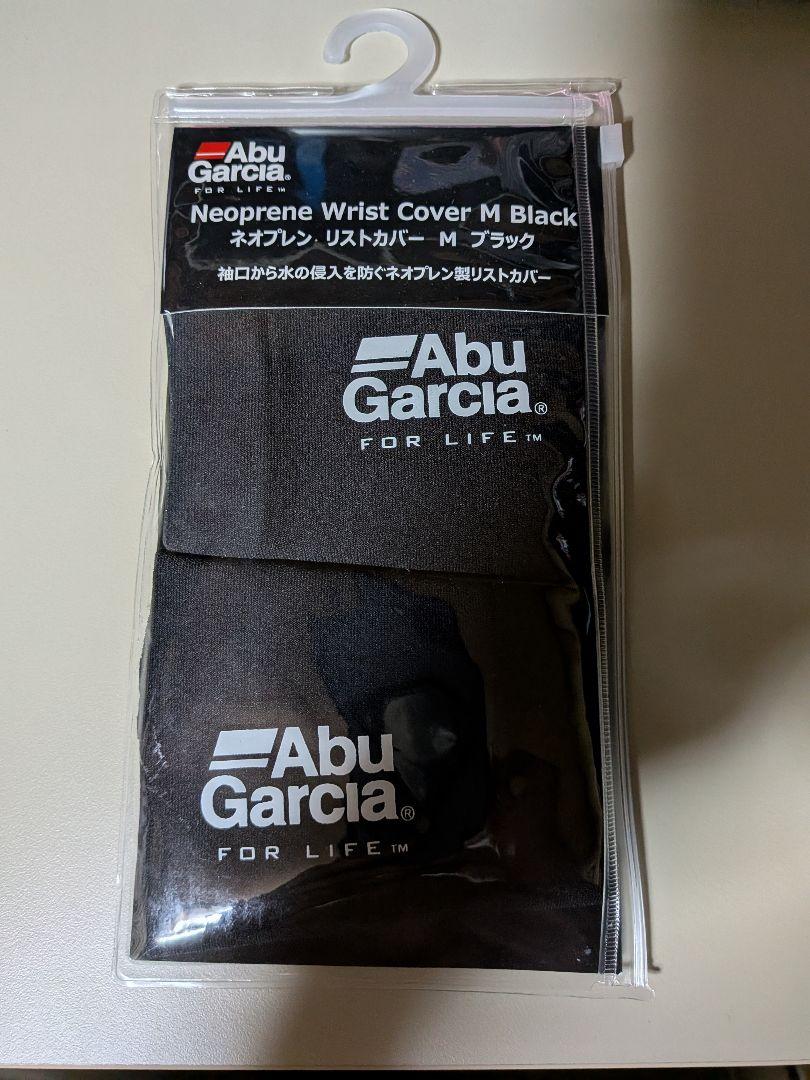 Abu
Garcia®
FOR LIFE™
Neoprene Wrist Cover M Black
ネオプレン リストカバー M ブラック
袖口から水の侵入を防ぐネオプレン製リストカバー
Abu
Garcia®
FOR LIFE™
Abu
Garcia®
FOR LIFE™